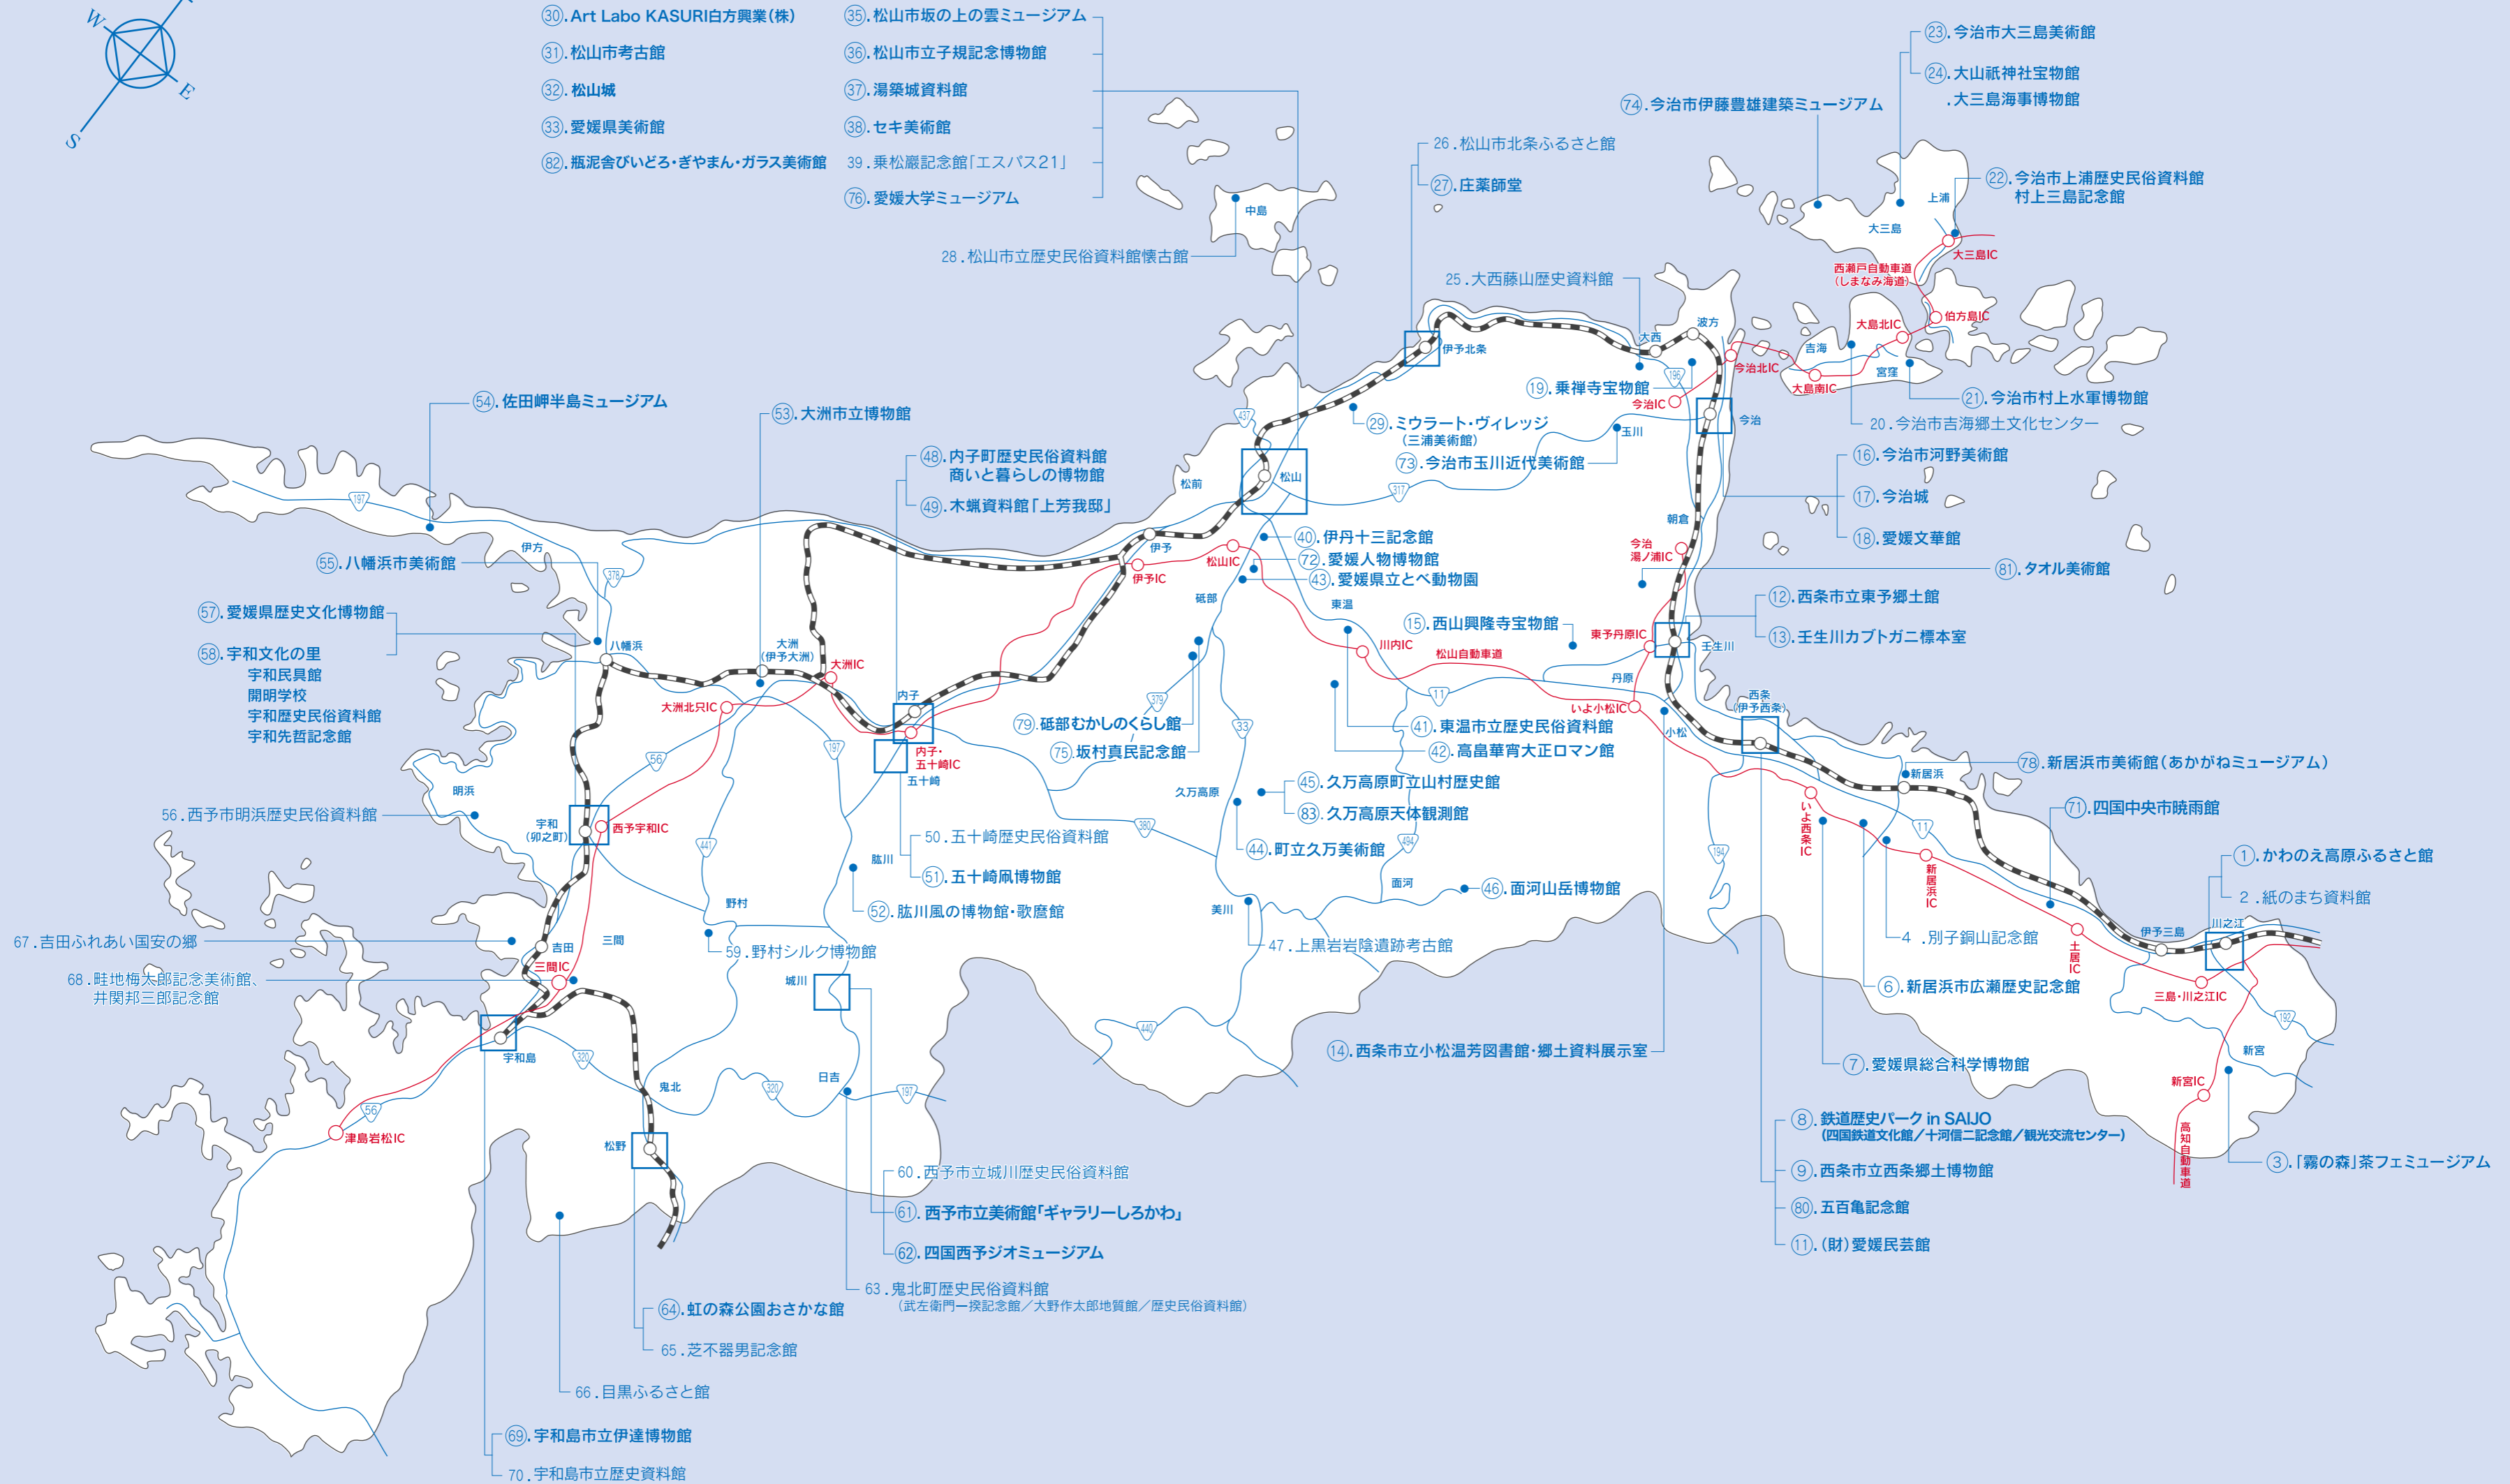 W
E
S
㉚.Art Labo KASURI白方興業(株)
㉛.松山市考古館
㉜.松山城
㉝.愛媛県美術館
82.瓶泥舎びいどろ・ぎやまん・ガラス美術館
㉟.松山市坂の上の雲ミュージアム
㊱.松山市立子規記念博物館
㊲.湯築城資料館
㊳.セキ美術館
39.乗松巖記念館「エスパス21」
76.愛媛大学ミュージアム
㉓.今治市大三島美術館
㉔.大山祇神社宝物館
.大三島海事博物館
74.今治市伊藤豊雄建築ミュージアム
㉒.今治市上浦歴史民俗資料館
村上三島記念館
26.松山市北条ふるさと館
㉗.庄薬師堂
28.松山市立歴史民俗資料館懐古館
中島
上浦
大三島
大三島IC
西瀬戸自動車道
(しまなみ海道)
伯方島IC
大島北IC
吉海
宮窪
大島南IC
25.大西藤山歴史資料館
大西
波方
伊予北条
196
今治北IC
⑲.乗禅寺宝物館
今治IC
今治
㉑.今治市村上水軍博物館
20.今治市吉海郷土文化センター
㉙.ミウラート・ヴィレッジ
(三浦美術館)
玉川
73.今治市玉川近代美術館
⑯.今治市河野美術館
⑰.今治城
⑱.愛媛文華館
437
317
松山
松前
54.佐田岬半島ミュージアム
53.大洲市立博物館
㊽.内子町歴史民俗資料館
商いと暮らしの博物館
㊾.木蝋資料館「上芳我邸」
197
伊方
378
55.八幡浜市美術館
八幡浜
57.愛媛県歴史文化博物館
58.宇和文化の里
宇和民具館
開明学校
宇和歴史民俗資料館
宇和先哲記念館
伊予
伊予IC
松山IC
㊵.伊丹十三記念館
72.愛媛人物博物館
㊸.愛媛県立とべ動物園
砥部
東温
朝倉
今治
湯ノ浦IC
81.タオル美術館
⑫.西条市立東予郷土館
⑬.壬生川カブトガニ標本室
⑮.西山興隆寺宝物館
東予丹原IC
壬生川
川内IC
松山自動車道
丹原
11
いよ小松IC
小松
西条
(伊予西条)
大洲
(伊予大洲)
大洲IC
大洲北只IC
内子
内子・
五十崎IC
五十崎
197
56
379
33
79.砥部むかしのくらし館
75.坂村真民記念館
㊶.東温市立歴史民俗資料館
㊷.高畠華宵大正ロマン館
㊺.久万高原町立山村歴史館
83.久万高原天体観測館
㊹.町立久万美術館
久万高原
380
494
194
面河
㊻.面河山岳博物館
美川
47.上黒岩岩陰遺跡考古館
78.新居浜市美術館(あかがねミュージアム)
新居浜
71.四国中央市暁雨館
いよ西条IC
11
新居浜IC
①.かわのえ高原ふるさと館
2.紙のまち資料館
4.別子銅山記念館
⑥.新居浜市広瀬歴史記念館
⑦.愛媛県総合科学博物館
土居IC
伊予三島
川之江
三島・川之江IC
192
新宮
新宮IC
高知自動車道
③.「霧の森」茶フェミュージアム
⑭.西条市立小松温芳図書館・郷土資料展示室
⑧.鉄道歴史パーク in SAIJO
(四国鉄道文化館／十河信二記念館／観光交流センター)
⑨.西条市立西条郷土博物館
80.五百亀記念館
⑪.(財)愛媛民芸館
明浜
56.西予市明浜歴史民俗資料館
宇和
(卯之町)
西予宇和IC
441
肱川
50.五十崎歴史民俗資料館
51.五十崎凧博物館
52.肱川風の博物館・歌麿館
野村
59.野村シルク博物館
67.吉田ふれあい国安の郷
吉田
三間
三間IC
68.畦地梅太郎記念美術館、
井関邦三郎記念館
城川
440
宇和島
320
鬼北
320
日吉
197
56
津島岩松IC
松野
60.西予市立城川歴史民俗資料館
61.西予市立美術館「ギャラリーしろかわ」
62.四国西予ジオミュージアム
63.鬼北町歴史民俗資料館
(武左衛門一揆記念館／大野作太郎地質館／歴史民俗資料館)
64.虹の森公園おさかな館
65.芝不器男記念館
66.目黒ふるさと館
69.宇和島市立伊達博物館
70.宇和島市立歴史資料館